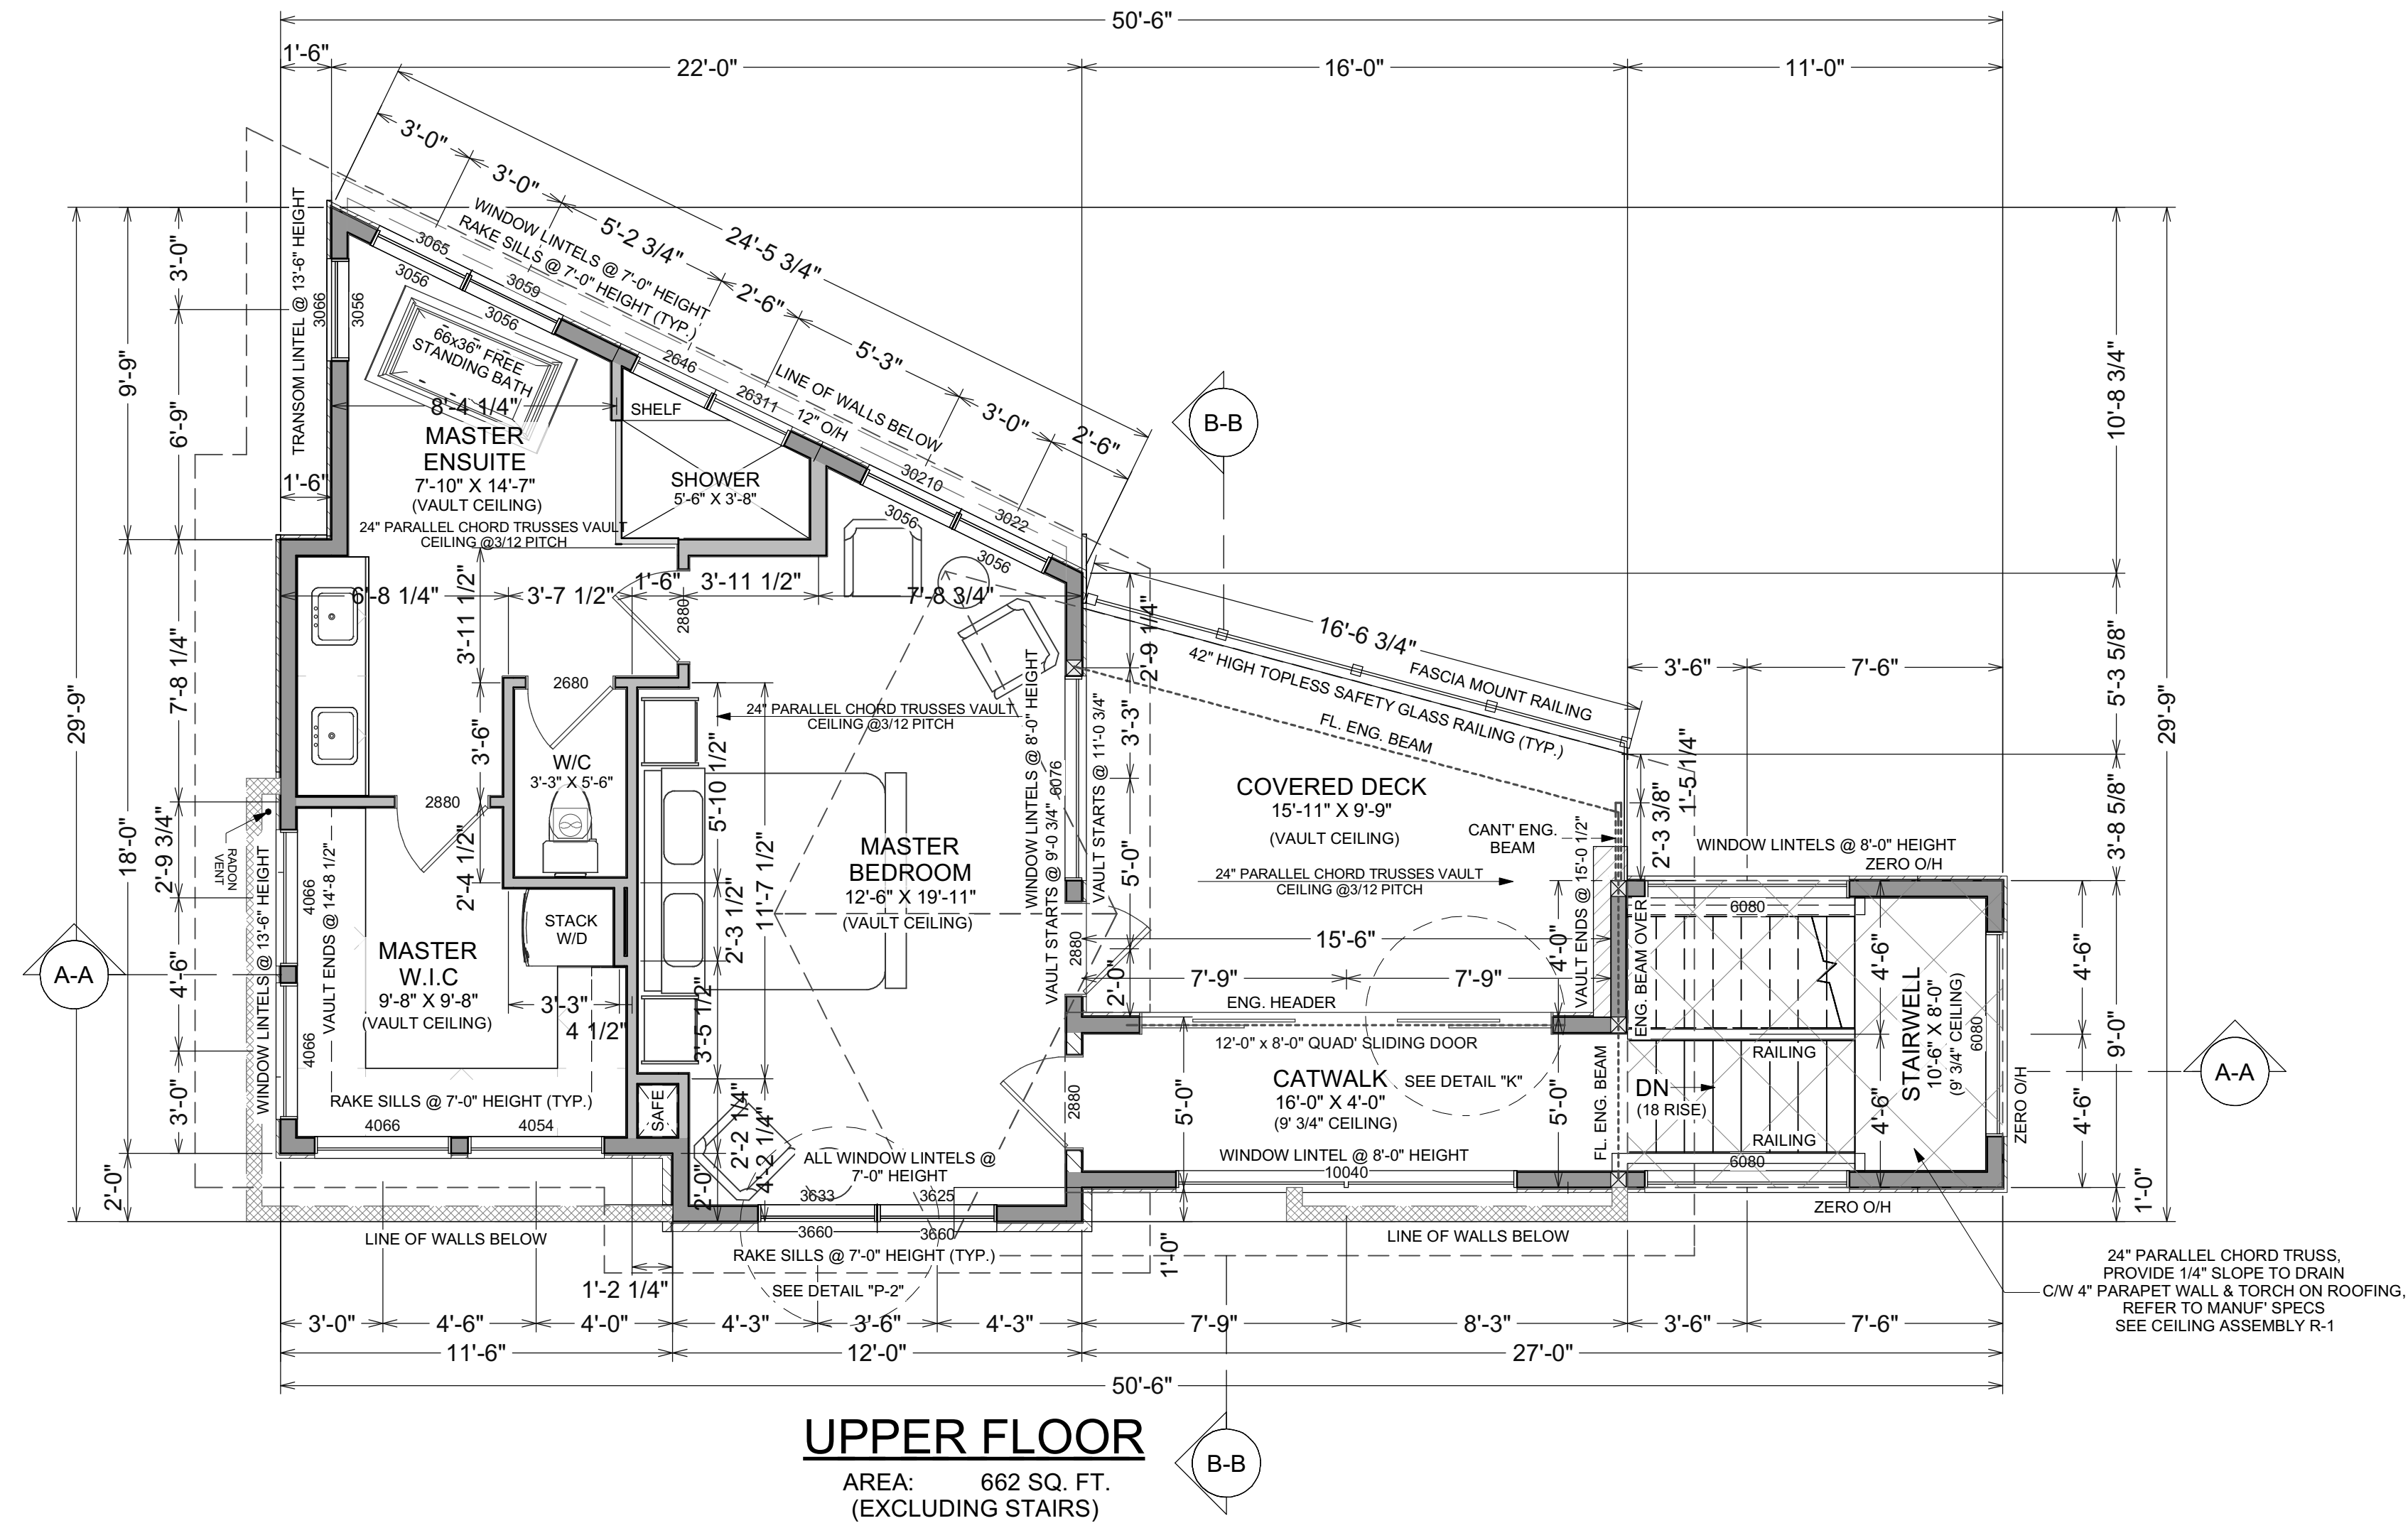 50'-6"
1'-6"
22'-0"
16'-0"
11'-0"
3'-0"
3'-0"
5'-2 3/4"
24'-5 3/4"
2'-6"
5'-3"
3'-0"
2'-6"
WINDOW LINTELS @ 7'-0" HEIGHT
RAKE SILLS @ 7'-0" HEIGHT (TYP.)
TRANSOM LINTEL @ 13'-6" HEIGHT
3'-0"
9'-9"
6'-9"
3066
3056
3065
3056
3059
3056
2646
26311
12" O/H
LINE OF WALLS BELOW
30210
3056
3022
3056
66x36" FREE
STANDING BATH
8'-4 1/4"
SHELF
MASTER
ENSUITE
7'-10" X 14'-7"
(VAULT CEILING)
24" PARALLEL CHORD TRUSSES VAULT
CEILING @3/12 PITCH
1'-6"
SHOWER
5'-6" X 3'-8"
B-B
10'-8 3/4"
6'-8 1/4"
3'-7 1/2"
1'-6"
3'-11 1/2"
7'-8 3/4"
3'-11 1/2"
2880
2'-9 1/4"
16'-6 3/4"
FASCIA MOUNT RAILING
42" HIGH TOPLESS SAFETY GLASS RAILING (TYP.)
FL. ENG. BEAM
3'-6"
7'-6"
5'-3 5/8"
29'-9"
29'-9"
7'-8 1/4"
2680
3'-6"
24" PARALLEL CHORD TRUSSES VAULT
CEILING @3/12 PITCH
W/C
3'-3" X 5'-6"
5'-10 1/2"
WINDOW LINTELS @ 8'-0" HEIGHT
VAULT STARTS @ 9'-0 3/4"
6076
VAULT STARTS @ 11'-0 3/4"
3'-3"
5'-0"
COVERED DECK
15'-11" X 9'-9"
(VAULT CEILING)
CANT' ENG.
BEAM
24" PARALLEL CHORD TRUSSES VAULT
CEILING @3/12 PITCH
1'-5 1/4"
2'-3 3/8"
3'-8 5/8"
WINDOW LINTELS @ 8'-0" HEIGHT
ZERO O/H
18'-0"
2'-9 3/4"
RADON
VENT
2880
2'-4 1/2"
11'-7 1/2"
MASTER
BEDROOM
12'-6" X 19'-11"
(VAULT CEILING)
2'-3 1/2"
WINDOW LINTELS @ 13'-6" HEIGHT
4066
VAULT ENDS @ 14'-8 1/2"
STACK
W/D
MASTER
W.I.C
9'-8" X 9'-8"
(VAULT CEILING)
3'-3"
4 1/2"
3'-5 1/2"
A-A
4'-6"
4066
3'-0"
RAKE SILLS @ 7'-0" HEIGHT (TYP.)
4066
4054
SAFE
2880
2'-0"
15'-6"
7'-9"
7'-9"
4'-0"
VAULT ENDS @ 15'-0 1/2"
ENG. BEAM OVER
ENG. HEADER
12'-0" x 8'-0" QUAD' SLIDING DOOR
CATWALK
16'-0" X 4'-0"
(9' 3/4" CEILING)
SEE DETAIL "K"
5'-0"
5'-0"
FL. ENG. BEAM
2880
6080
4'-6"
RAILING
DN
(18 RISE)
RAILING
6080
4'-6"
STAIRWELL
10'-6" X 8'-0"
(9' 3/4" CEILING)
6080
ZERO O/H
4'-6"
9'-0"
4'-6"
A-A
1'-0"
2'-2 1/4"
4'-2 1/4"
2'-0"
2'-0"
ALL WINDOW LINTELS @
7'-0" HEIGHT
3633
3625
3660
3660
RAKE SILLS @ 7'-0" HEIGHT (TYP.)
SEE DETAIL "P-2"
WINDOW LINTEL @ 8'-0" HEIGHT
10040
1'-0"
LINE OF WALLS BELOW
LINE OF WALLS BELOW
ZERO O/H
24" PARALLEL CHORD TRUSS,
PROVIDE 1/4" SLOPE TO DRAIN
C/W 4" PARAPET WALL & TORCH ON ROOFING,
REFER TO MANUF' SPECS
SEE CEILING ASSEMBLY R-1
1'-2 1/4"
3'-0"
4'-6"
4'-0"
4'-3"
3'-6"
4'-3"
7'-9"
8'-3"
3'-6"
7'-6"
11'-6"
12'-0"
27'-0"
50'-6"
UPPER FLOOR
AREA: 662 SQ. FT.
(EXCLUDING STAIRS)
B-B